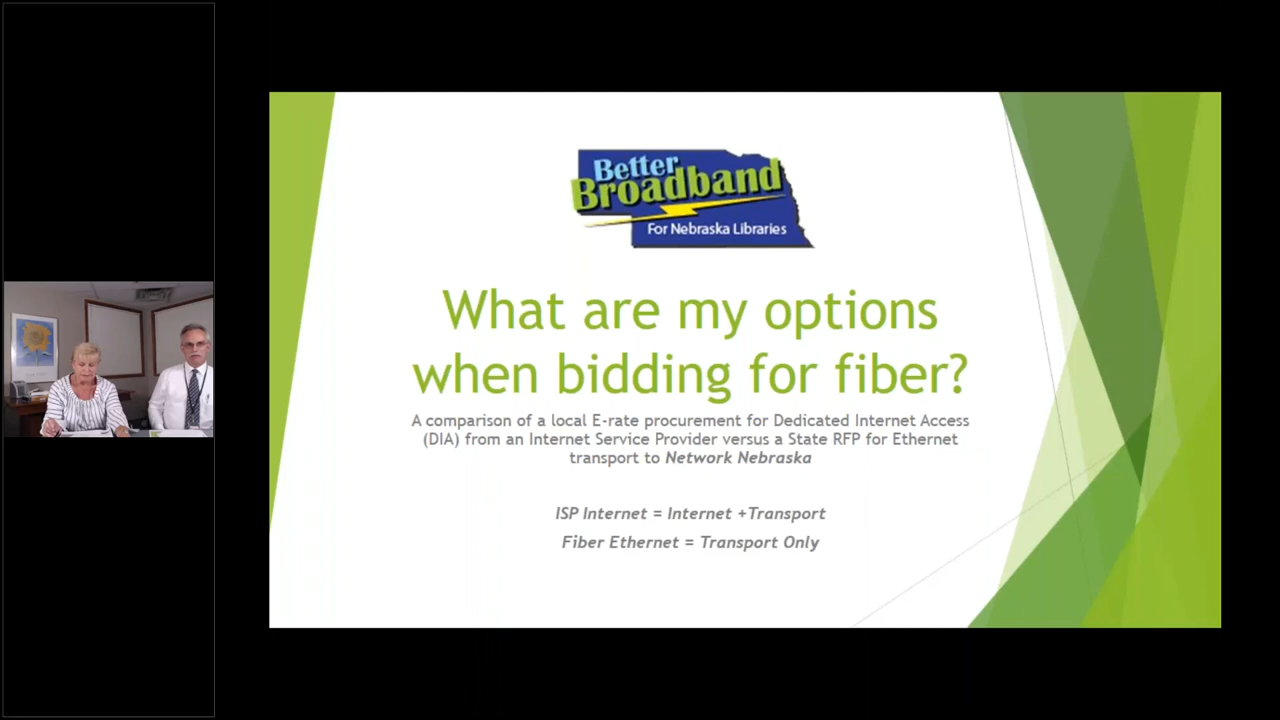 Better
Broadband
For Nebraska Libraries
What are my options
when bidding for fiber?
A comparison of a local E-rate procurement for Dedicated Internet Access
(DIA) from an Internet Service Provider versus a State RFP for Ethernet
transport to Network Nebraska
ISP Internet = Internet +Transport
Fiber Ethernet = Transport Only